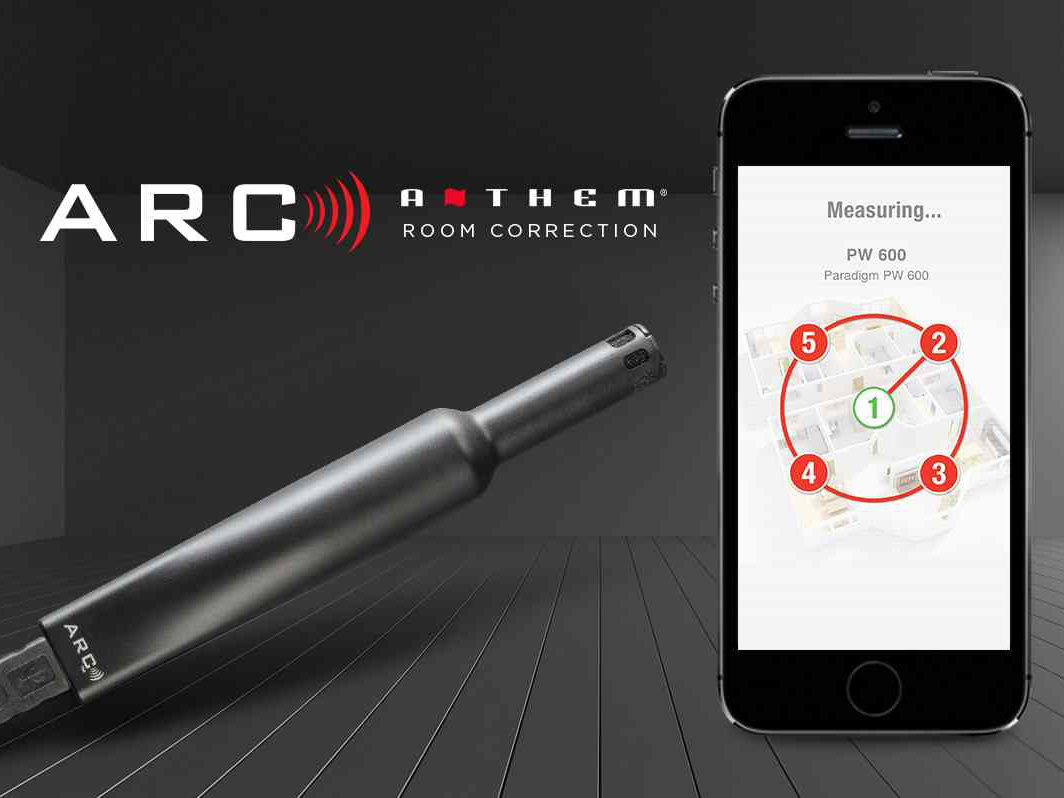 ARC
ANTHEM®
ROOM CORRECTION
Measuring...
PW 600
Paradigm PW 600
5
2
1
4
3
ARC